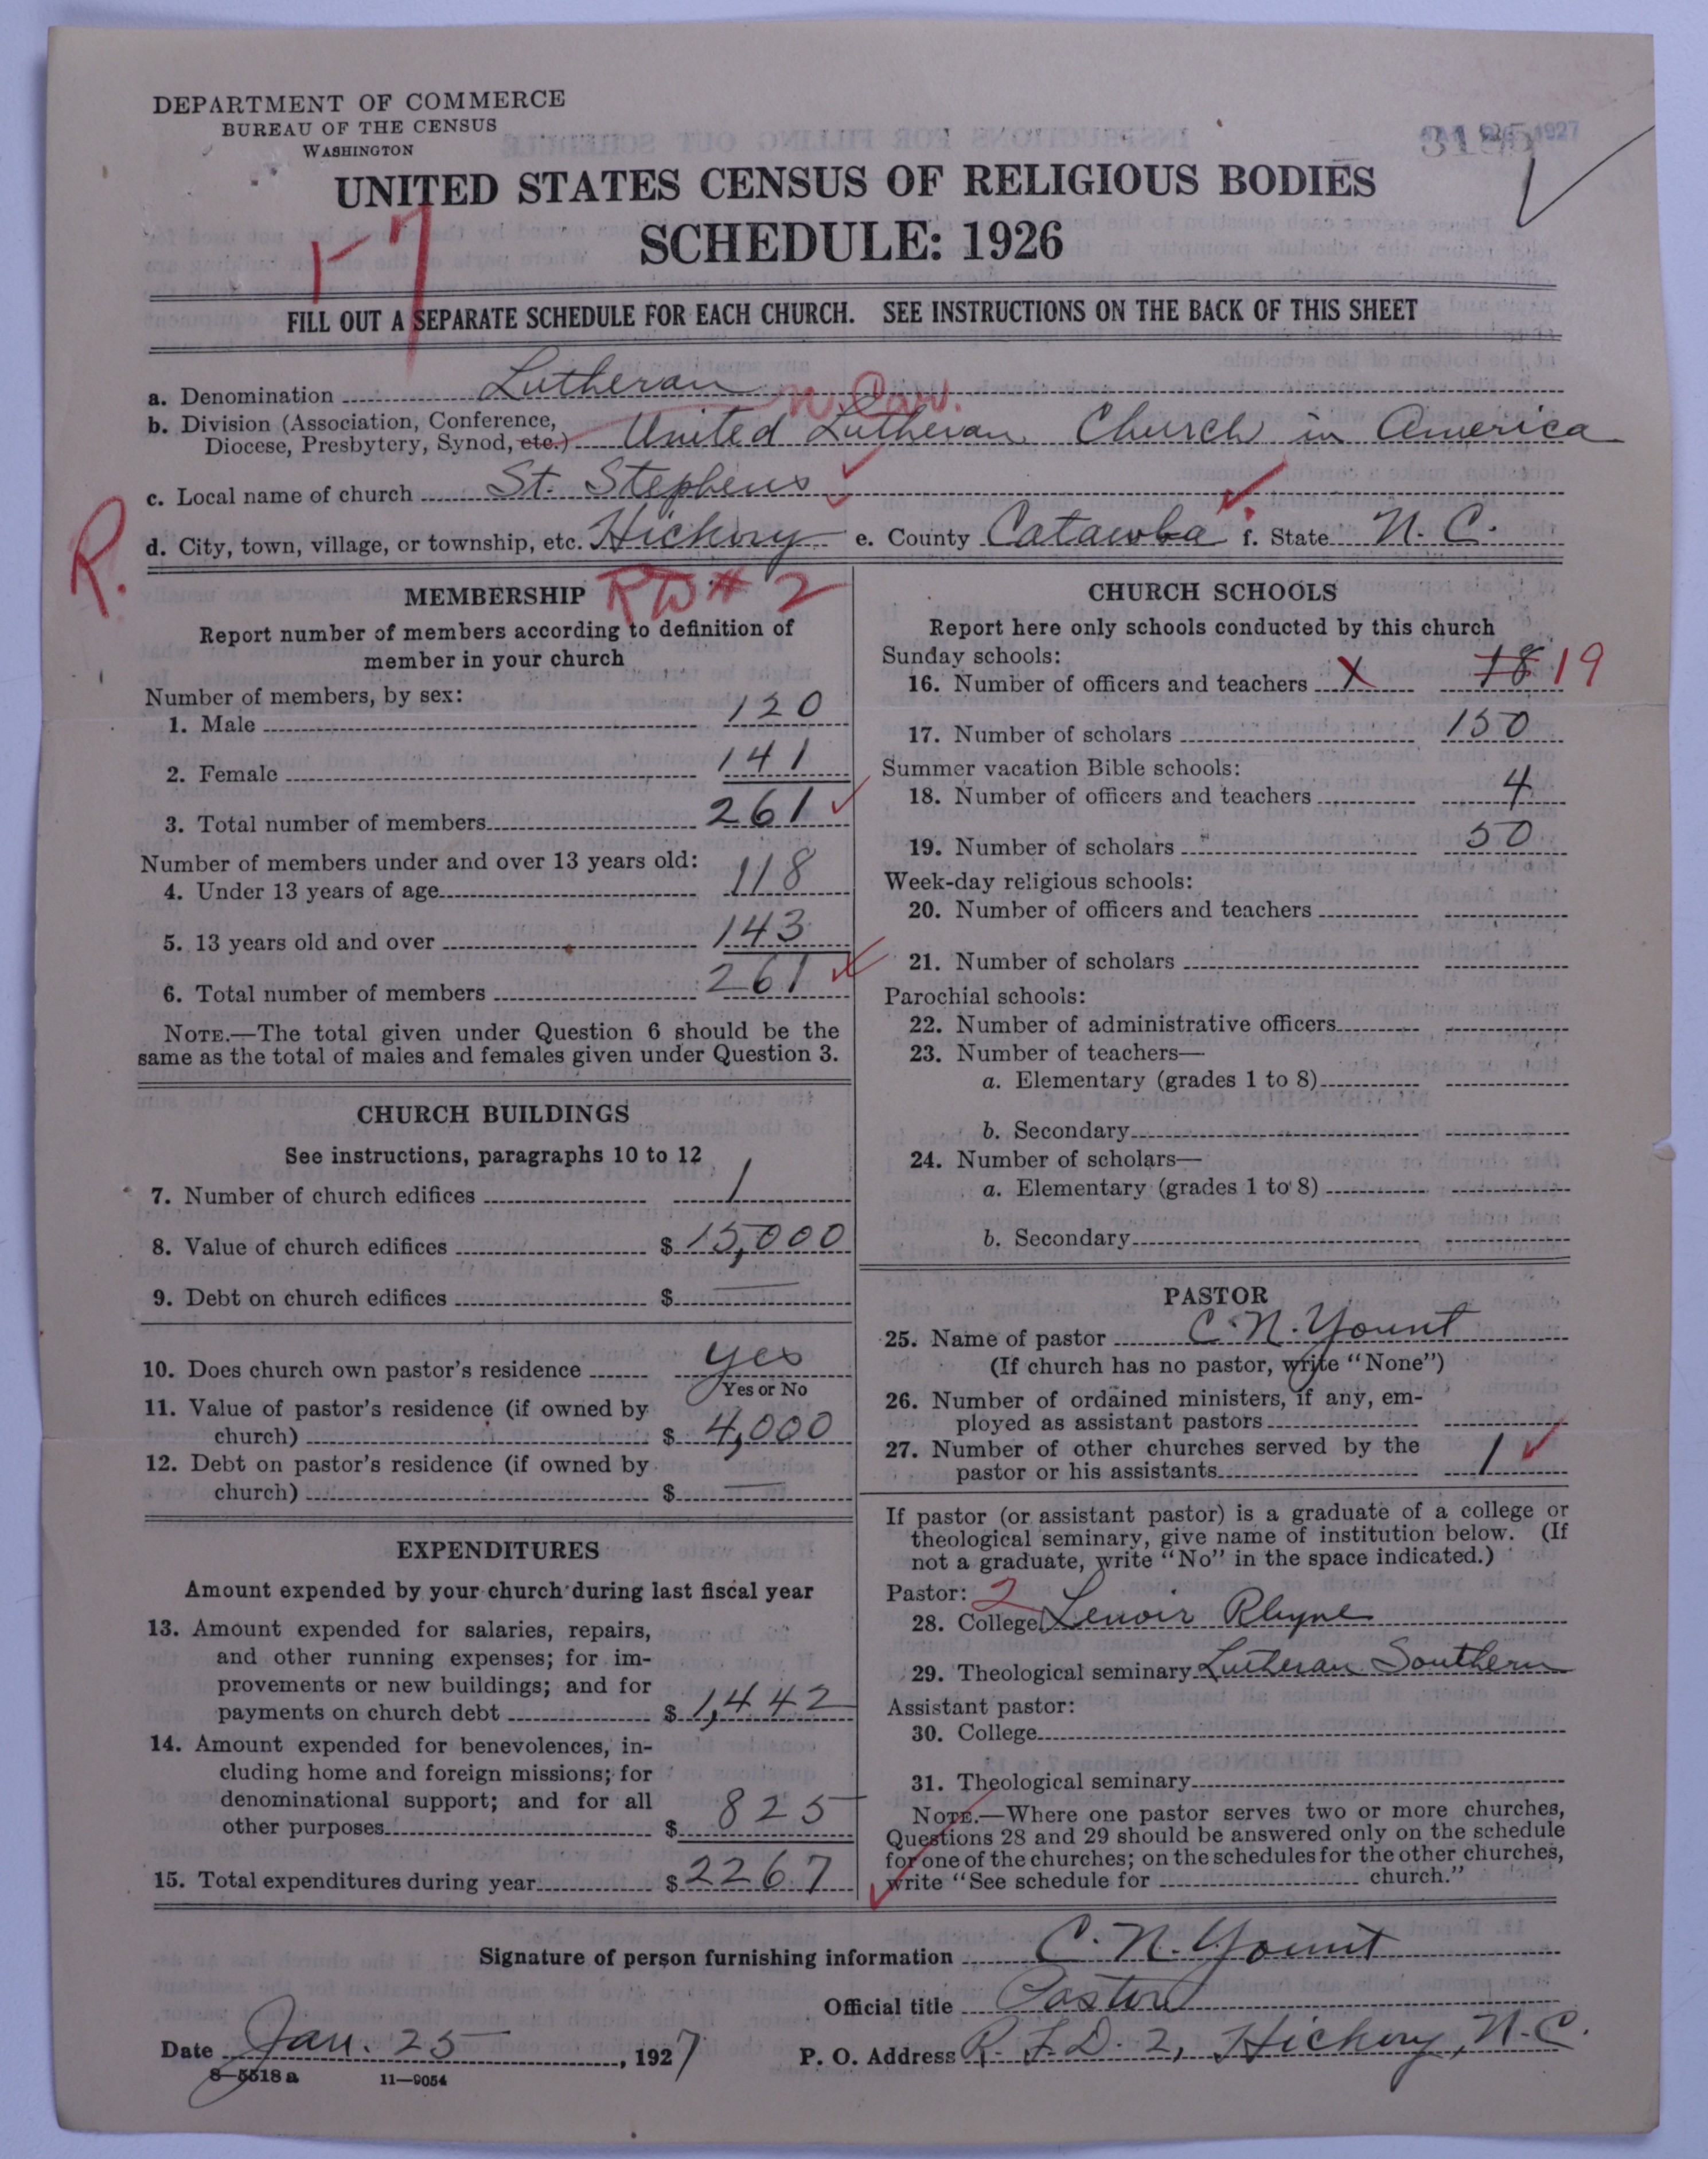 DEPARTMENT OF COMMERCE
BUREAU OF THE CENSUS
WASHINGTON
1927
UNITED STATES CENSUS OF RELIGIOUS BODIES
SCHEDULE: 1926
1-7
FILL OUT A SEPARATE SCHEDULE FOR EACH CHURCH. SEE INSTRUCTIONS ON THE BACK OF THIS SHEET
a. Denomination Lutheran
N. Car.
b. Division (Association, Conference,
Diocese, Presbytery, Synod, etc.) United Lutheran Church in America
c. Local name of church St. Stephens
d. City, town, village, or township, etc. Hickory e. County Catawba f. State N. C.
R.
MEMBERSHIP RD # 2
Report number of members according to definition of
member in your church
Number of members, by sex:
1. Male 120
2. Female 141
3. Total number of members 261
Number of members under and over 13 years old:
4. Under 13 years of age 118
5. 13 years old and over 143
6. Total number of members 261
NOTE.—The total given under Question 6 should be the
same as the total of males and females given under Question 3.
CHURCH BUILDINGS
See instructions, paragraphs 10 to 12
7. Number of church edifices 1
8. Value of church edifices $ 15,000
9. Debt on church edifices $ —
10. Does church own pastor's residence yes
Yes or No
11. Value of pastor's residence (if owned by
church) $ 4,000
12. Debt on pastor's residence (if owned by
church) $ —
EXPENDITURES
Amount expended by your church during last fiscal year
13. Amount expended for salaries, repairs,
and other running expenses; for im-
provements or new buildings; and for
payments on church debt $ 1,442
14. Amount expended for benevolences, in-
cluding home and foreign missions; for
denominational support; and for all
other purposes $ 825
15. Total expenditures during year $ 2267
CHURCH SCHOOLS
Report here only schools conducted by this church
Sunday schools:
16. Number of officers and teachers X 18 19
17. Number of scholars 150
Summer vacation Bible schools:
18. Number of officers and teachers 4
19. Number of scholars 50
Week-day religious schools:
20. Number of officers and teachers
21. Number of scholars
Parochial schools:
22. Number of administrative officers
23. Number of teachers—
a. Elementary (grades 1 to 8)
b. Secondary
24. Number of scholars—
a. Elementary (grades 1 to 8)
b. Secondary
PASTOR
25. Name of pastor C. N. Yount
(If church has no pastor, write "None")
26. Number of ordained ministers, if any, em-
ployed as assistant pastors
27. Number of other churches served by the
pastor or his assistants 1
If pastor (or assistant pastor) is a graduate of a college or
theological seminary, give name of institution below. (If
not a graduate, write "No" in the space indicated.)
Pastor: 2
28. College Lenoir Rhyne
29. Theological seminary Lutheran Southern
Assistant pastor:
30. College
31. Theological seminary
NOTE.—Where one pastor serves two or more churches,
Questions 28 and 29 should be answered only on the schedule
for one of the churches; on the schedules for the other churches,
write "See schedule for church."
Signature of person furnishing information C. N. Yount
Official title Pastor
Date Jan. 25, 1927 P. O. Address R. F. D. 2, Hickory, N. C.
8—5518a 11—9054